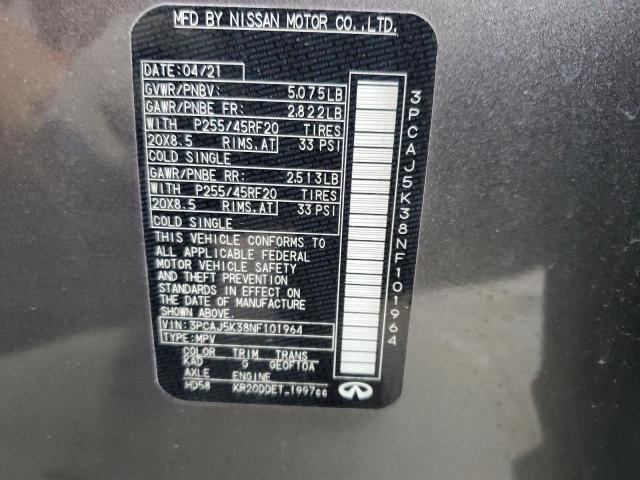 MFD BY NISSAN MOTOR CO.,LTD.
DATE: 04/21
GVWR/PNBV: 5.075LB
GAWR/PNBE FR: 2.822LB
WITH P255/45RF20 TIRES
20X8.5 RIMS.AT 33 PSI
COLD SINGLE
GAWR/PNBE RR: 2.513LB
WITH P255/45RF20 TIRES
20X8.5 RIMS.AT 33 PSI
COLD SINGLE
THIS VEHICLE CONFORMS TO
ALL APPLICABLE FEDERAL
MOTOR VEHICLE SAFETY
AND THEFT PREVENTION
STANDARDS IN EFFECT ON
THE DATE OF MANUFACTURE
SHOWN ABOVE.
VIN: 3PCAJ5K38NF101964
TYPE: MPV
COLOR TRIM TRANS
KAD G GE0F10A
AXLE ENGINE
HD58 KR20DDET_1997cc
3PCAJ5K38NF101964